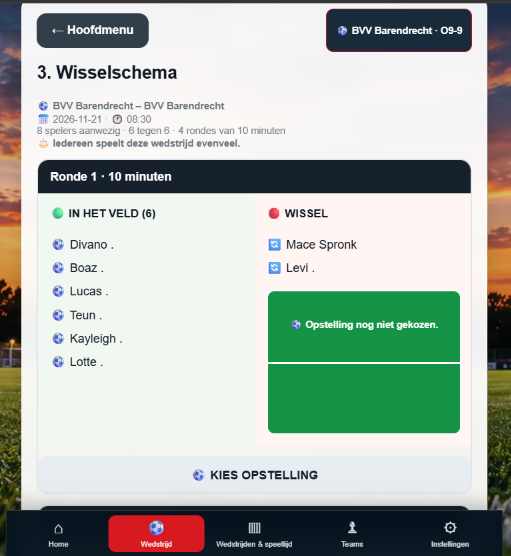 ← Hoofdmenu
BVV Barendrecht · O9-9
3. Wisselschema
BVV Barendrecht – BVV Barendrecht
2026-11-21 · 08:30
8 spelers aanwezig · 6 tegen 6 · 4 rondes van 10 minuten
Iedereen speelt deze wedstrijd evenveel.
Ronde 1 · 10 minuten
IN HET VELD (6)
Divano .
Boaz .
Lucas .
Teun .
Kayleigh .
Lotte .
WISSEL
Mace Spronk
Levi .
Opstelling nog niet gekozen.
KIES OPSTELLING
Home
Wedstrijd
Wedstrijden & speeltijd
Teams
Instellingen